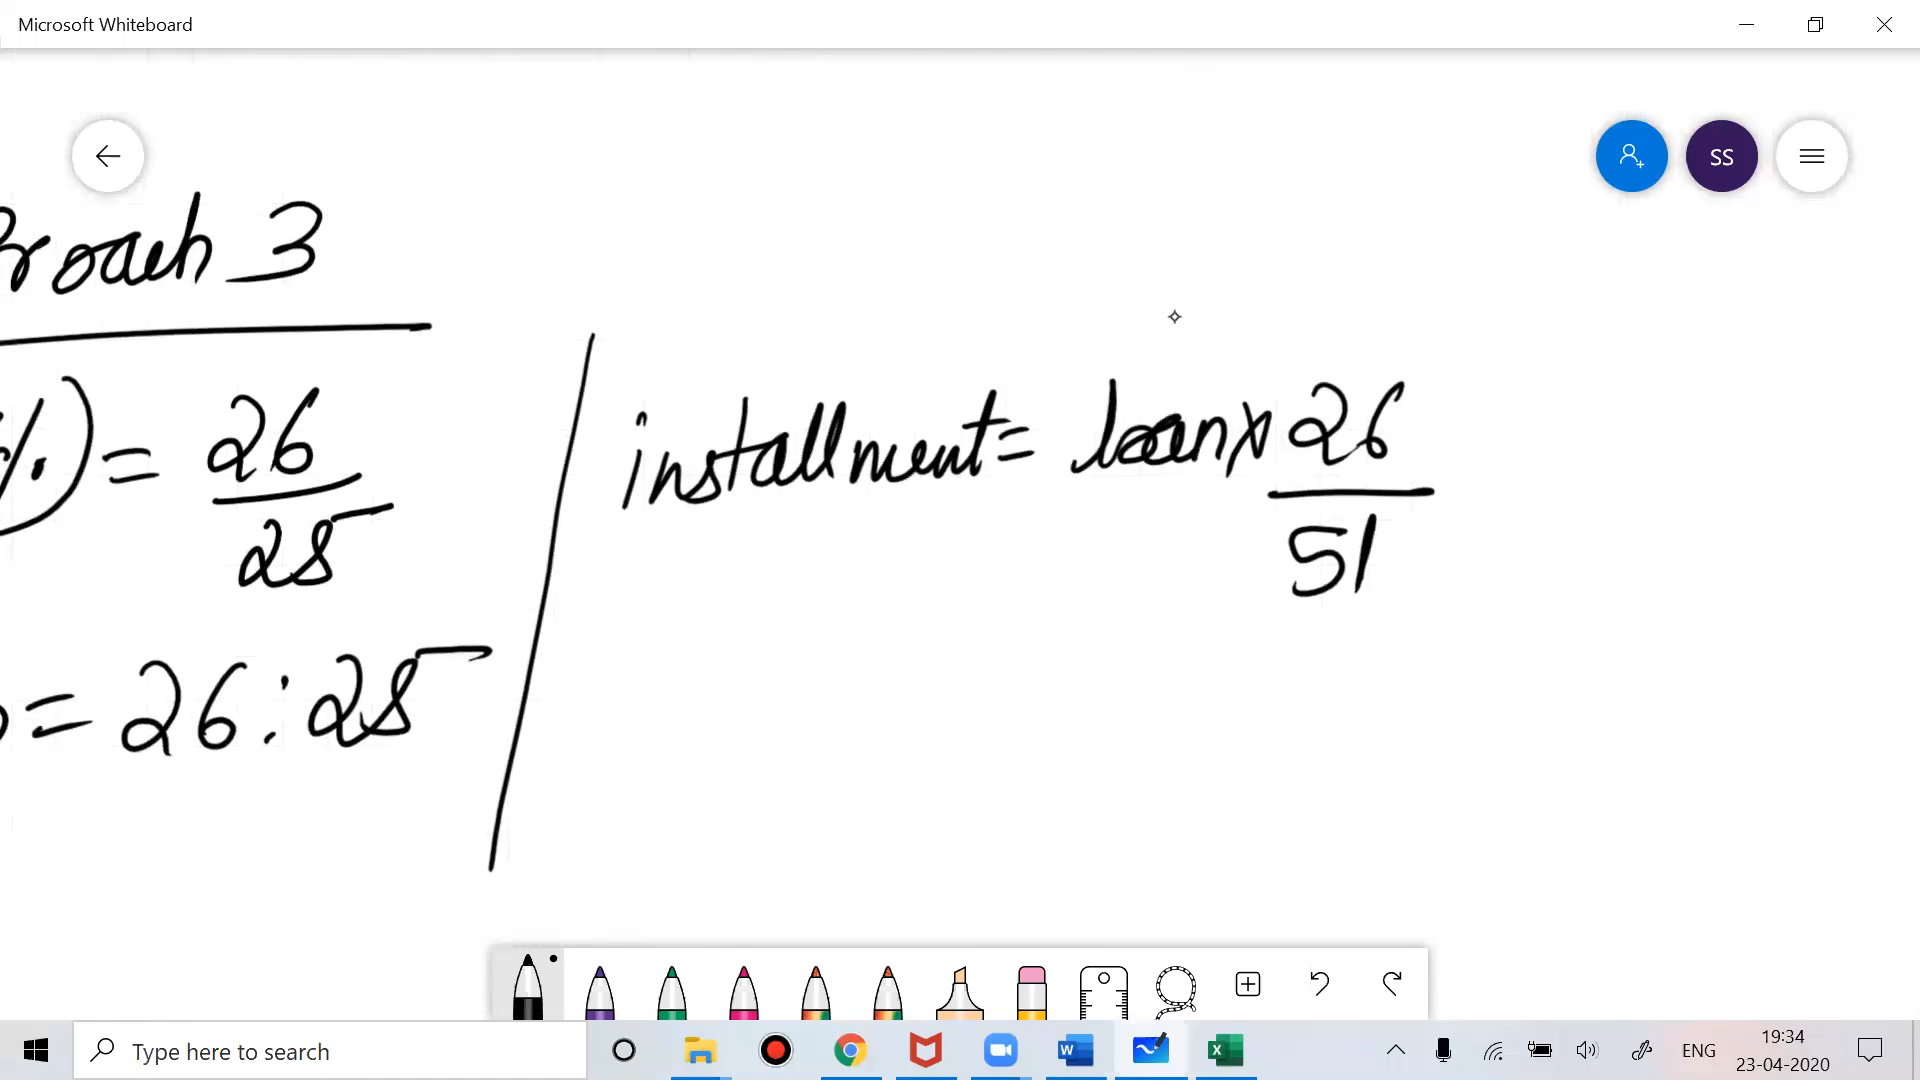 Microsoft Whiteboard
SS
roach 3
%) = 26
25
= 26 : 25
installment = loan x 26
51
Type here to search
ENG
19:34
23-04-2020